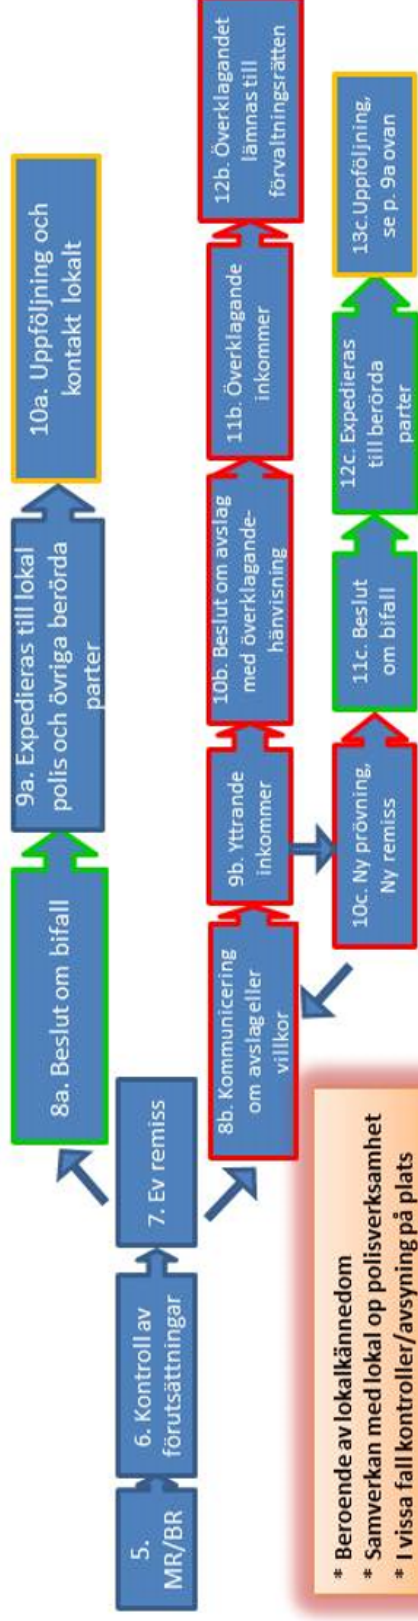 5.
MR/BR
6. Kontroll av
förutsättningar
7. Ev remiss
8a. Beslut om bifall
9a. Expedieras till lokal
polis och övriga berörda
parter
10a. Uppföljning och
kontakt lokalt
8b. Kommunicering
om avslag eller
villkor
9b. Yttrande
inkommer
10b. Beslut om avslag
med överklagande-
hänvisning
11b. Överklagande
inkommer
12b. Överklagandet
lämnas till
förvaltningsrätten
10c. Ny prövning,
Ny remiss
11c. Beslut
om bifall
12c. Expedieras
till berörda
parter
13c.Uppföljning,
se p. 9a ovan
* Beroende av lokalkännedom
* Samverkan med lokal op polisverksamhet
* I vissa fall kontroller/avsyning på plats